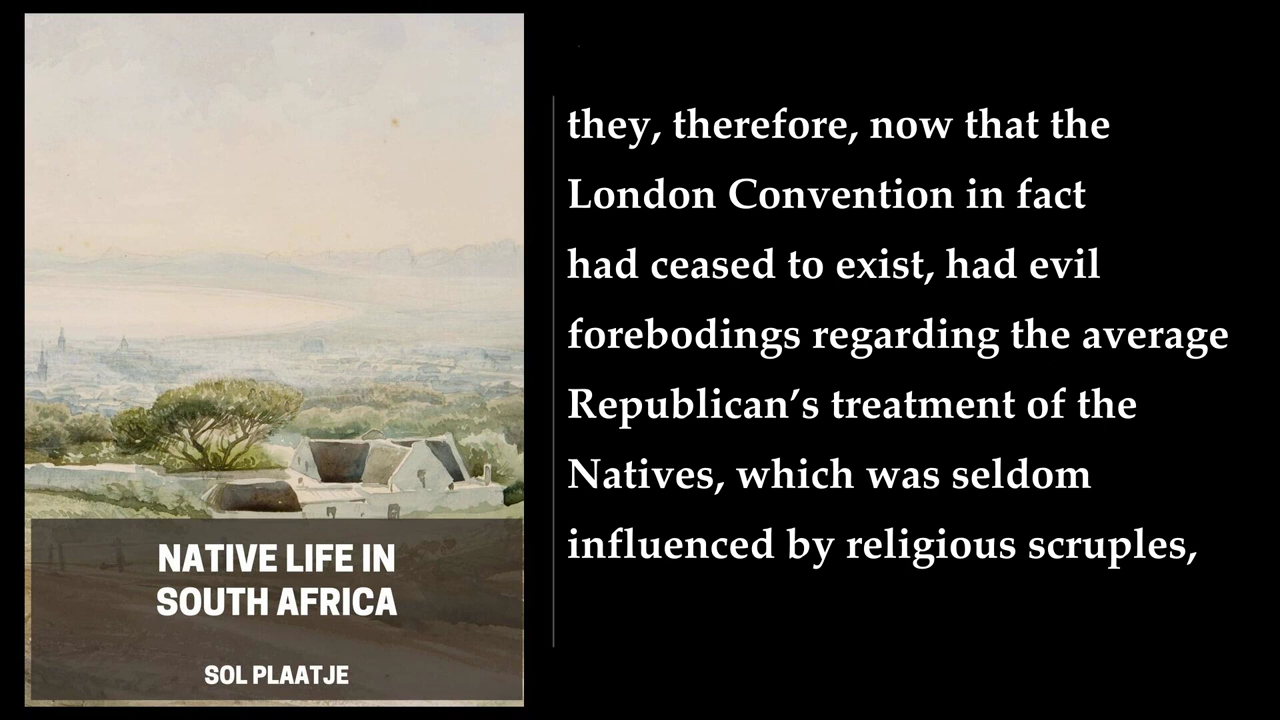 NATIVE LIFE IN
SOUTH AFRICA
SOL PLAATJE
they, therefore, now that the
London Convention in fact
had ceased to exist, had evil
forebodings regarding the average
Republican’s treatment of the
Natives, which was seldom
influenced by religious scruples,